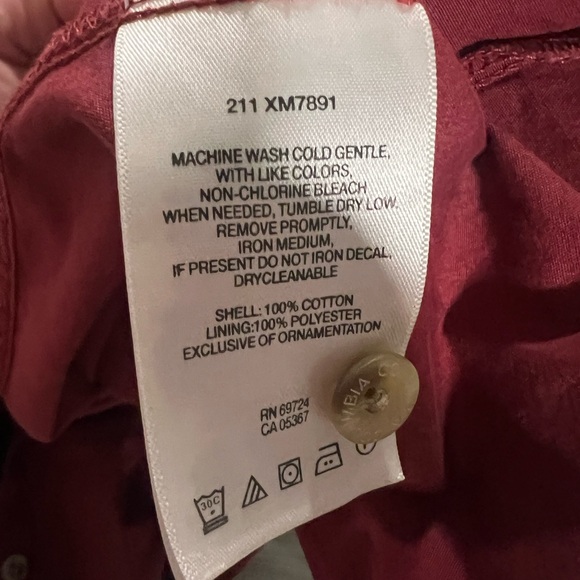 211 XM7891
MACHINE WASH COLD GENTLE,
WITH LIKE COLORS,
NON-CHLORINE BLEACH
WHEN NEEDED, TUMBLE DRY LOW.
REMOVE PROMPTLY,
IRON MEDIUM,
IF PRESENT DO NOT IRON DECAL,
DRYCLEANABLE
SHELL: 100% COTTON
LINING:100% POLYESTER
EXCLUSIVE OF ORNAMENTATION
RN 69724
CA 05367
30C
MBIA CO